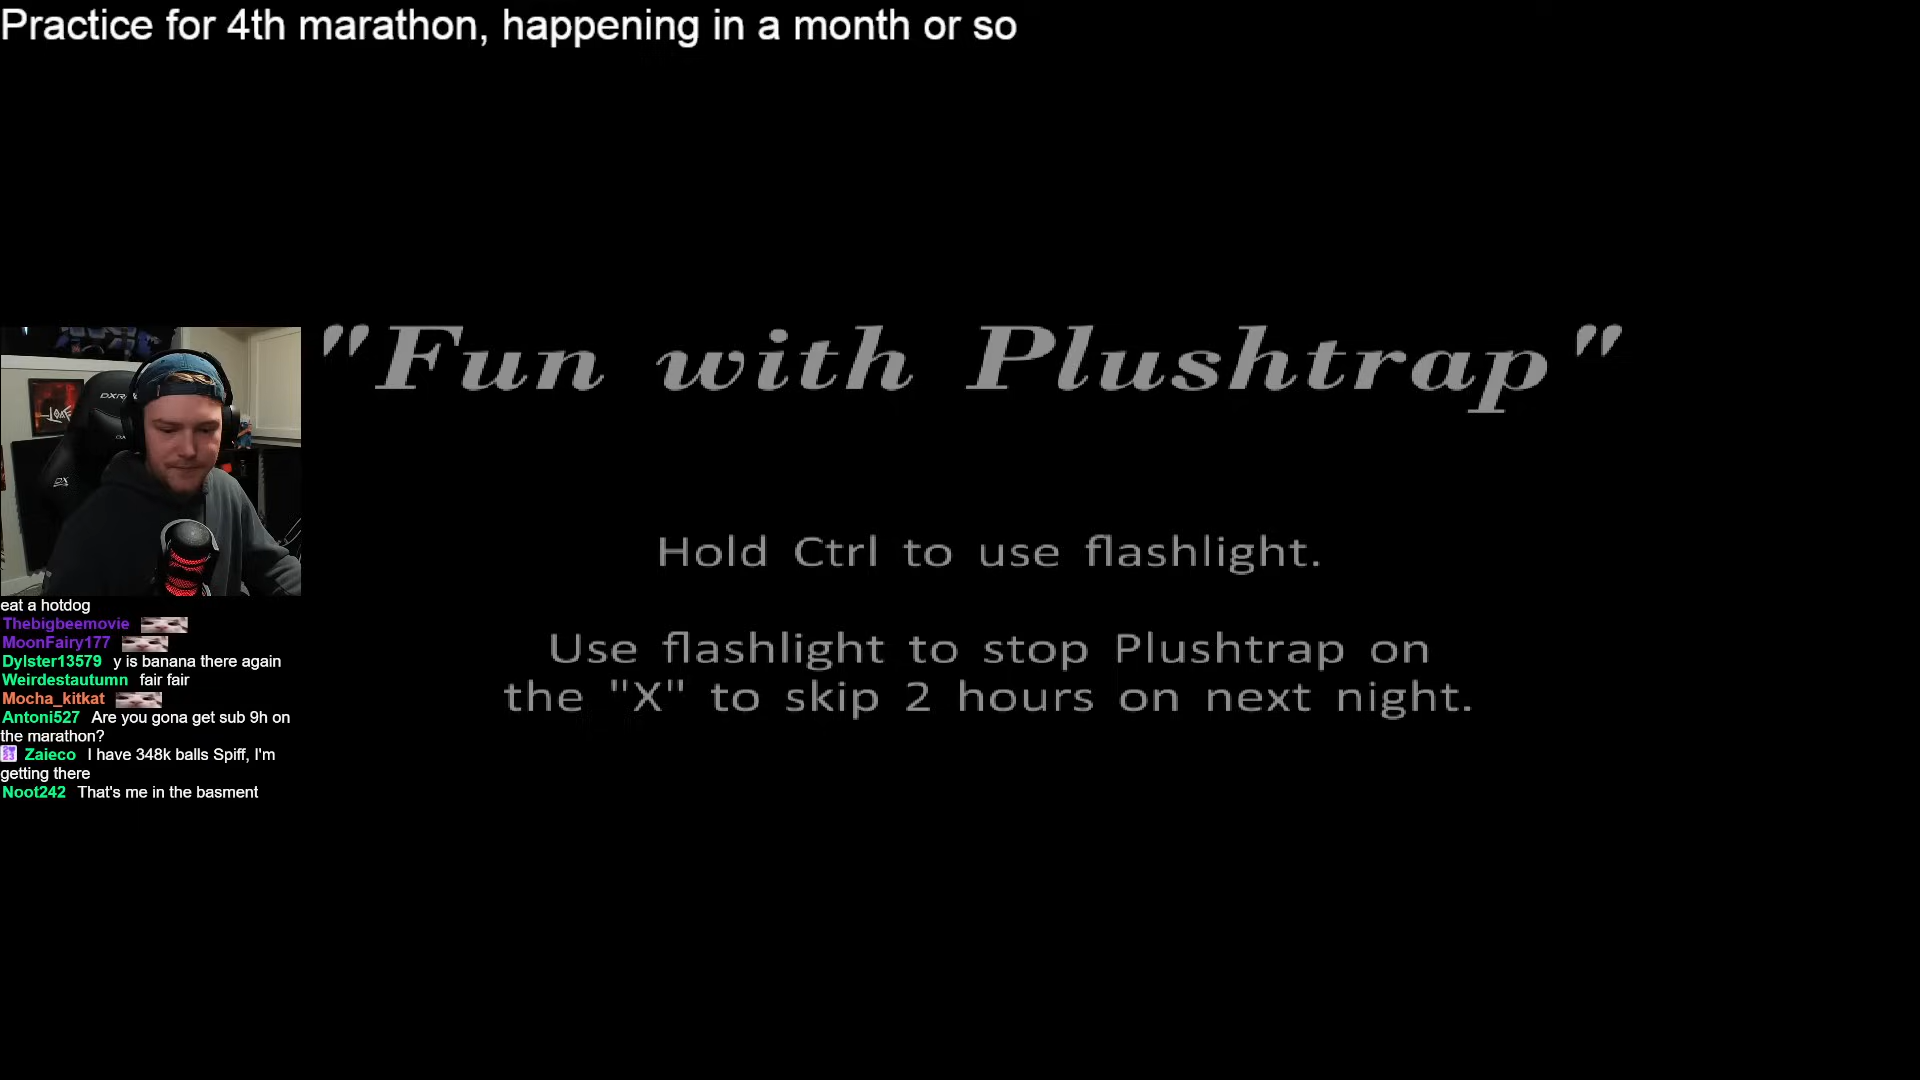 Practice for 4th marathon, happening in a month or so
"Fun with Plushtrap"
Hold Ctrl to use flashlight.
Use flashlight to stop Plushtrap on
the "X" to skip 2 hours on next night.
DXR
LOAF
DX
eat a hotdog
Thebigbeemovie
MoonFairy177
Dylster13579 y is banana there again
Weirdestautumn fair fair
Mocha_kitkat
Antoni527 Are you gona get sub 9h on
the marathon?
Zaieco I have 348k balls Spiff, I'm
getting there
Noot242 That's me in the basment